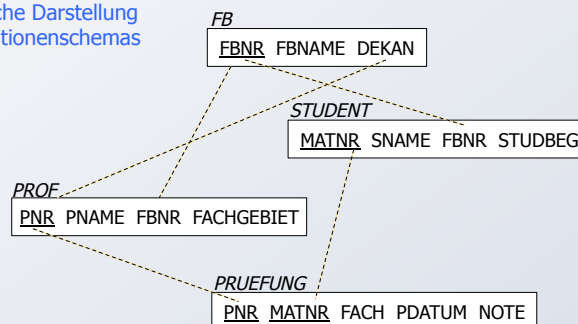 che Darstellung
tionenschemas
FB
FBNR FBNAME DEKAN
STUDENT
MATNR SNAME FBNR STUDBEG
PROF
PNR PNAME FBNR FACHGEBIET
PRUEFUNG
PNR MATNR FACH PDATUM NOTE